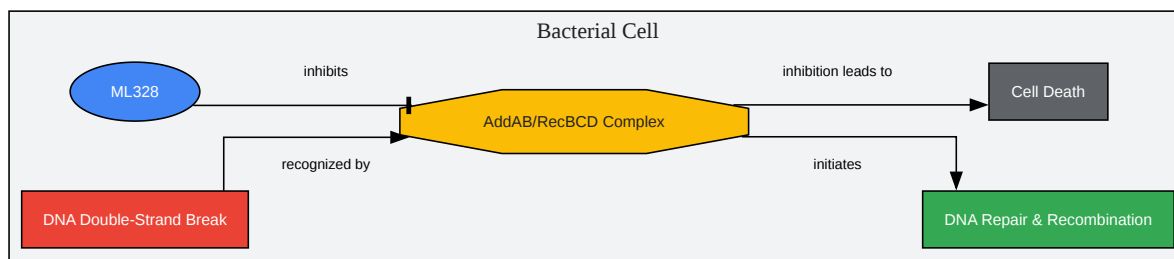 Bacterial Cell
ML328
inhibits
AddAB/RecBCD Complex
inhibition leads to
Cell Death
DNA Double-Strand Break
recognized by
initiates
DNA Repair & Recombination